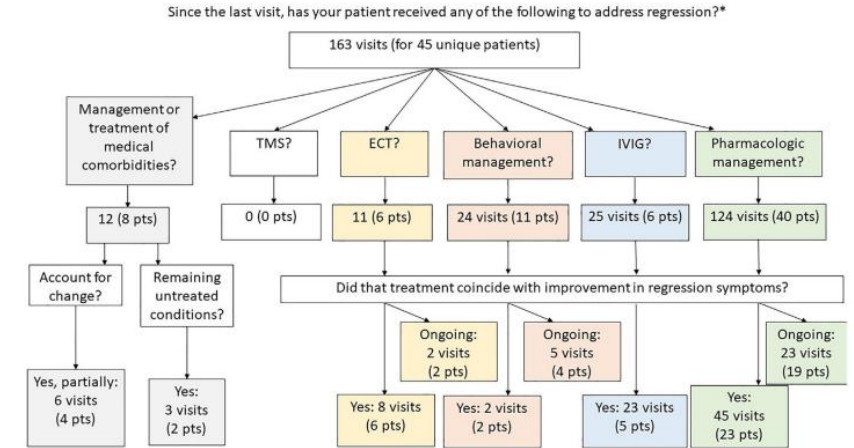 Since the last visit, has your patient received any of the following to address regression?*
163 visits (for 45 unique patients)
Management or
treatment of
medical
comorbidities?
TMS?
ECT?
Behavioral
management?
IVIG?
Pharmacologic
management?
12 (8 pts)
0 (0 pts)
11 (6 pts)
24 visits (11 pts)
25 visits (6 pts)
124 visits (40 pts)
Account for
change?
Remaining
untreated
conditions?
Did that treatment coincide with improvement in regression symptoms?
Ongoing:
2 visits
(2 pts)
Ongoing:
5 visits
(4 pts)
Ongoing:
23 visits
(19 pts)
Yes, partially:
6 visits
(4 pts)
Yes:
3 visits
(2 pts)
Yes: 8 visits
(6 pts)
Yes: 2 visits
(2 pts)
Yes: 23 visits
(5 pts)
Yes:
45 visits
(23 pts)